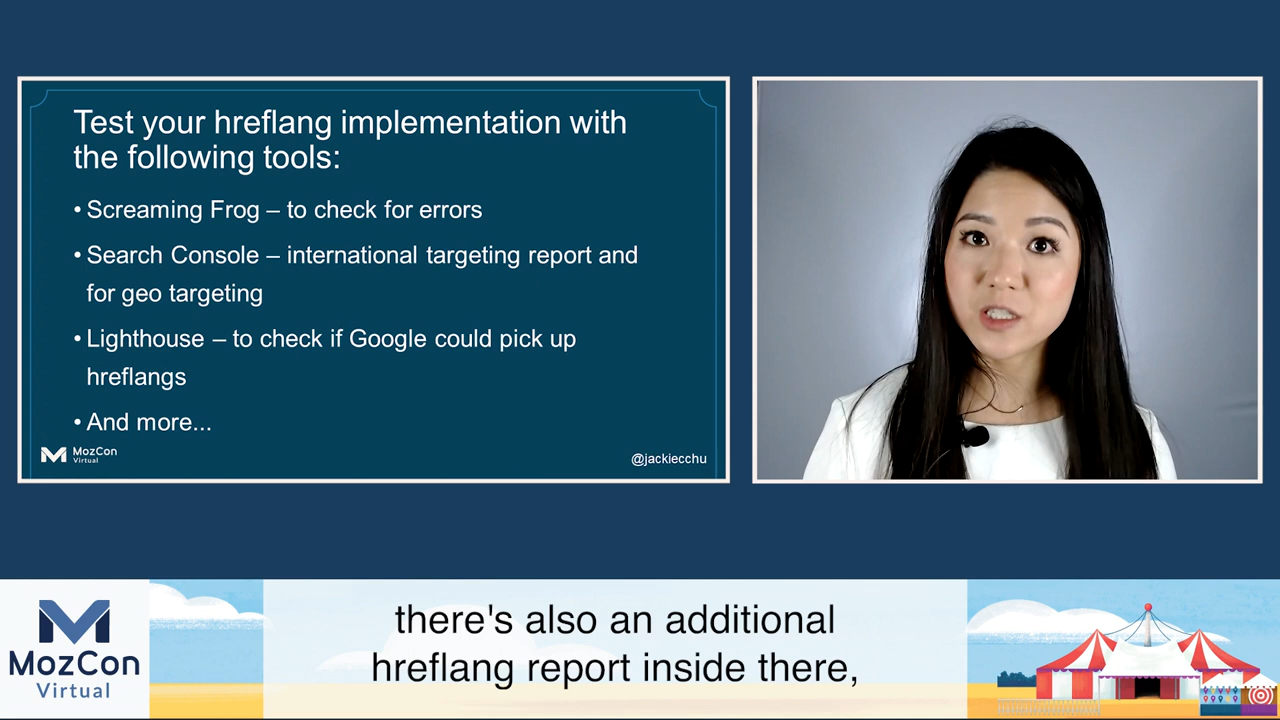 Test your hreflang implementation with
the following tools:
• Screaming Frog – to check for errors
• Search Console – international targeting report and
for geo targeting
• Lighthouse – to check if Google could pick up
hreflangs
• And more...
MozCon
Virtual
@jackiecchu
MozCon
Virtual
there's also an additional
hreflang report inside there,